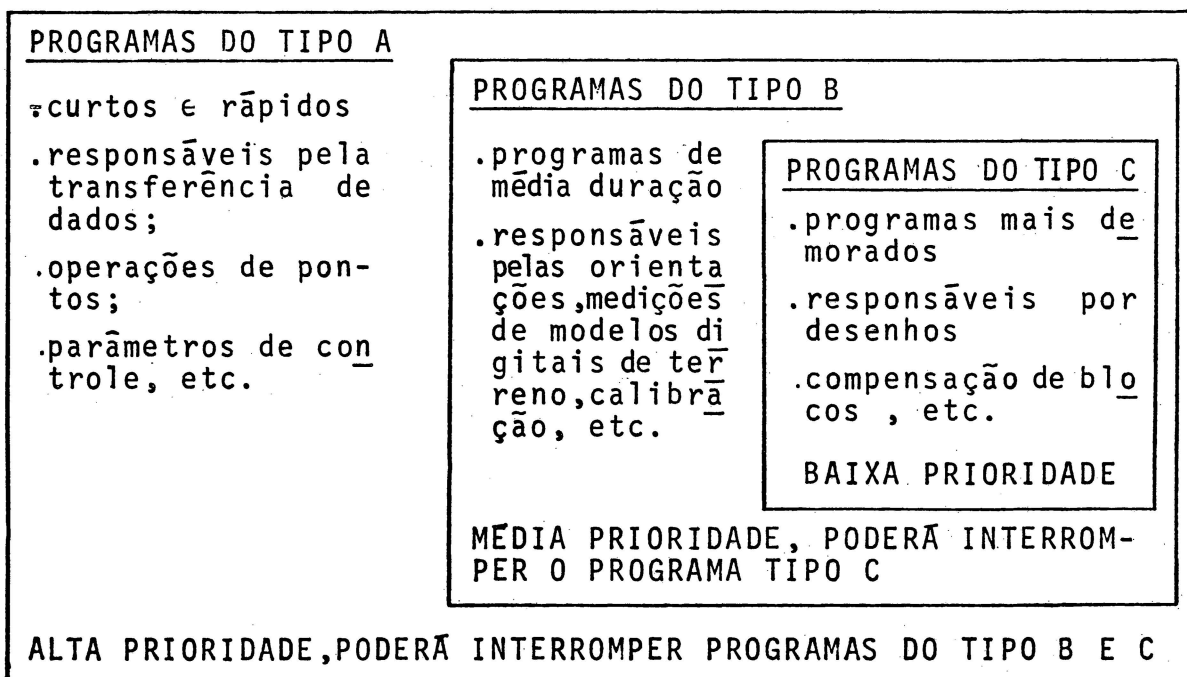 PROGRAMAS DO TIPO A
.curtos e rápidos
.responsáveis pela
transferência de
dados;
.operações de pon-
tos;
.parâmetros de con
trole, etc.
PROGRAMAS DO TIPO B
.programas de
média duração
.responsáveis
pelas orienta
ções,medições
de modelos di
gitais de ter
reno,calibra
ção, etc.
PROGRAMAS DO TIPO C
.programas mais de
morados
.responsáveis por
desenhos
.compensação de blo
cos , etc.
BAIXA PRIORIDADE
MÉDIA PRIORIDADE, PODERÁ INTERROM-
PER O PROGRAMA TIPO C
ALTA PRIORIDADE,PODERÁ INTERROMPER PROGRAMAS DO TIPO B E C